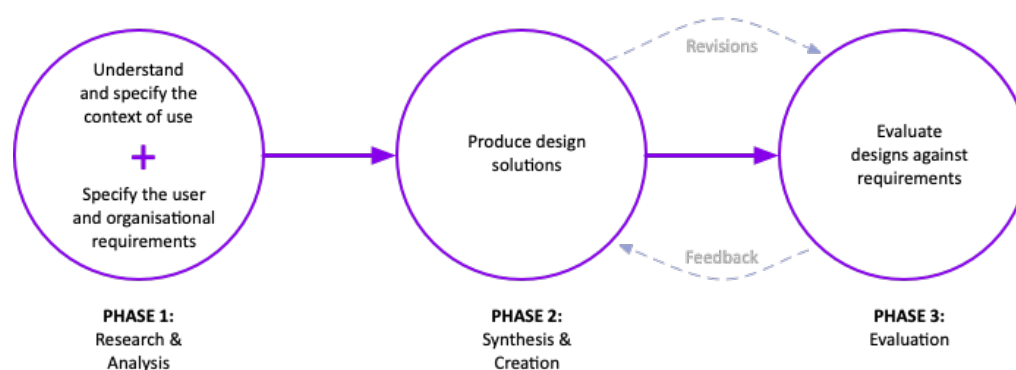 Understand
and specify the
context of use
+
Specify the user
and organisational
requirements
Produce design
solutions
Revisions
Feedback
Evaluate
designs against
requirements
PHASE 1:
Research &
Analysis
PHASE 2:
Synthesis &
Creation
PHASE 3:
Evaluation